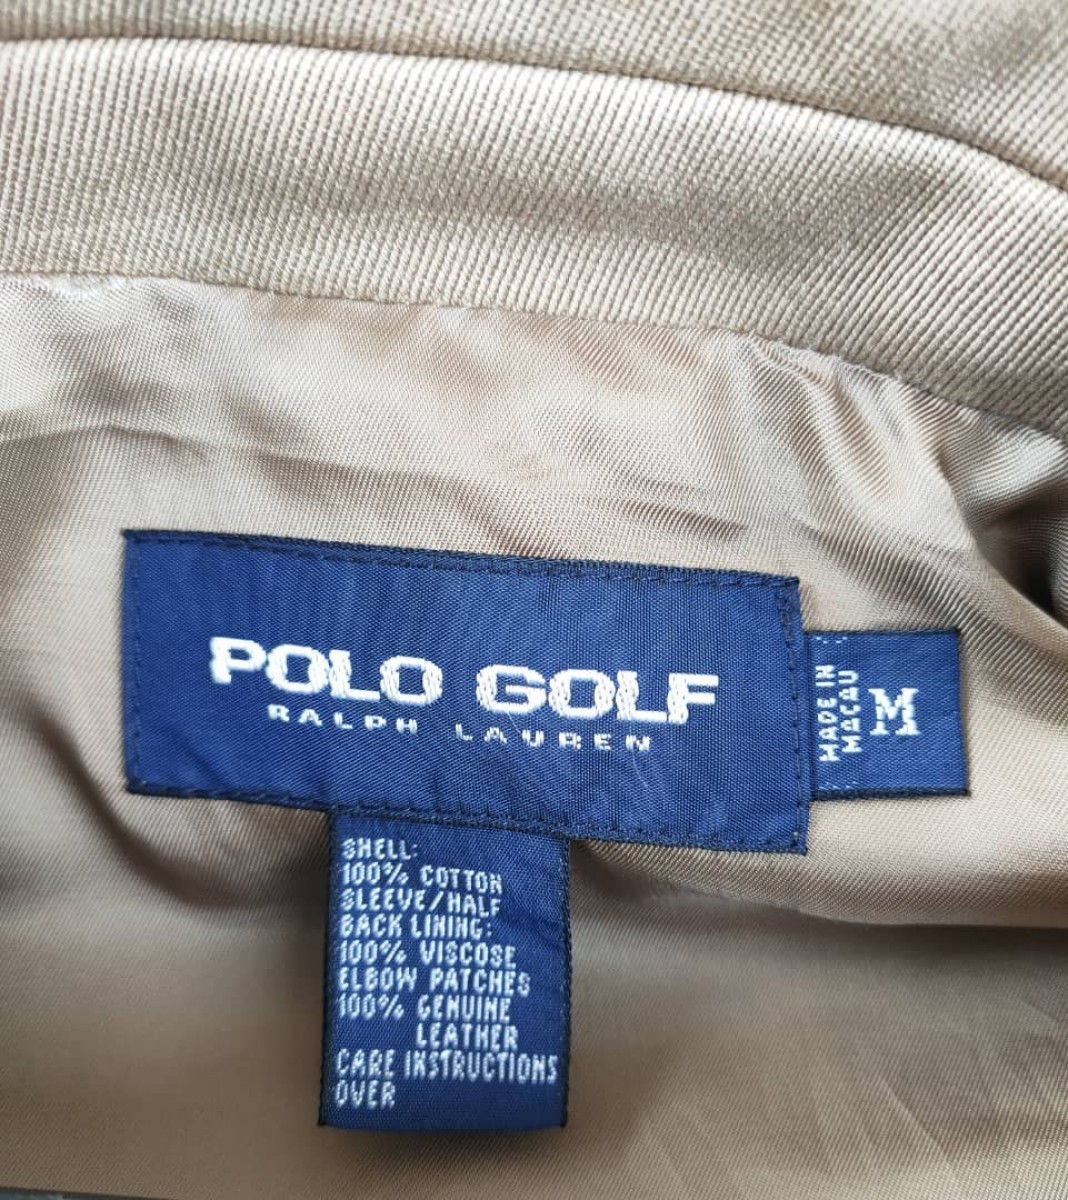 POLO GOLF
RALPH LAUREN
MADE IN
MACAU
M
SHELL:
100% COTTON
SLEEVE/HALF
BACK LINING:
100% VISCOSE
ELBOW PATCHES
100% GENUINE
LEATHER
CARE INSTRUCTIONS
OVER